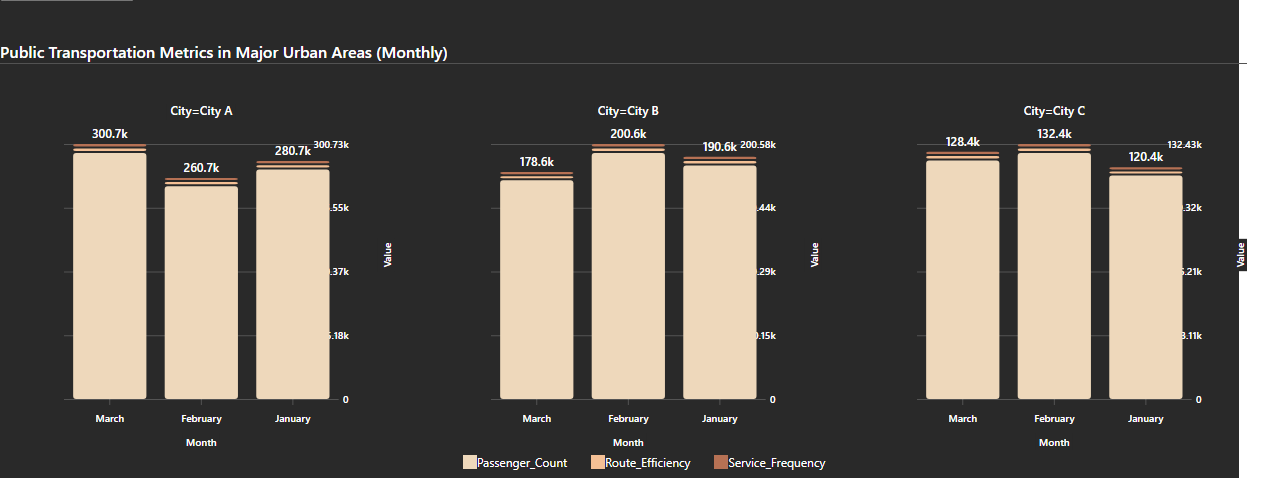 Public Transportation Metrics in Major Urban Areas (Monthly)
City=City A
City=City B
City=City C
300.7k
260.7k
280.7k
300.73k
178.6k
200.6k
190.6k
200.58k
128.4k
132.4k
120.4k
132.43k
.55k
.44k
.32k
Value
Value
Value
.37k
.29k
.18k
.15k
0
0
0
March
February
January
March
February
January
March
February
January
Month
Month
Month
Passenger_Count
Route_Efficiency
Service_Frequency